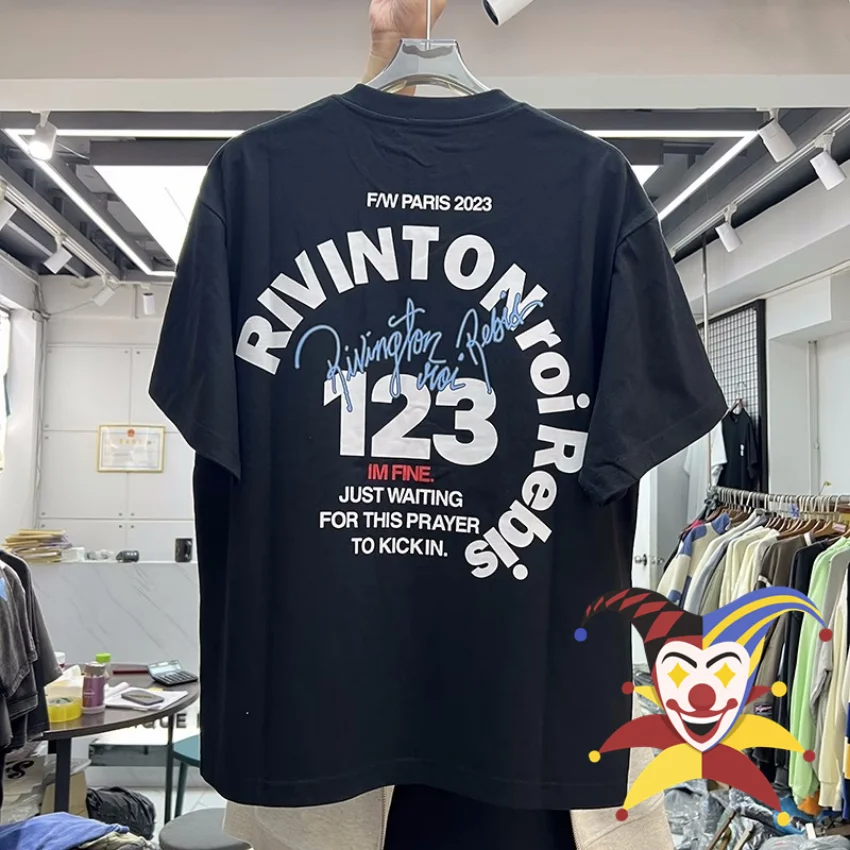 F/W PARIS 2023
RIVINTON roi Rebis
Rivington
roi Rebis
123
IM FINE.
JUST WAITING
FOR THIS PRAYER
TO KICK IN.